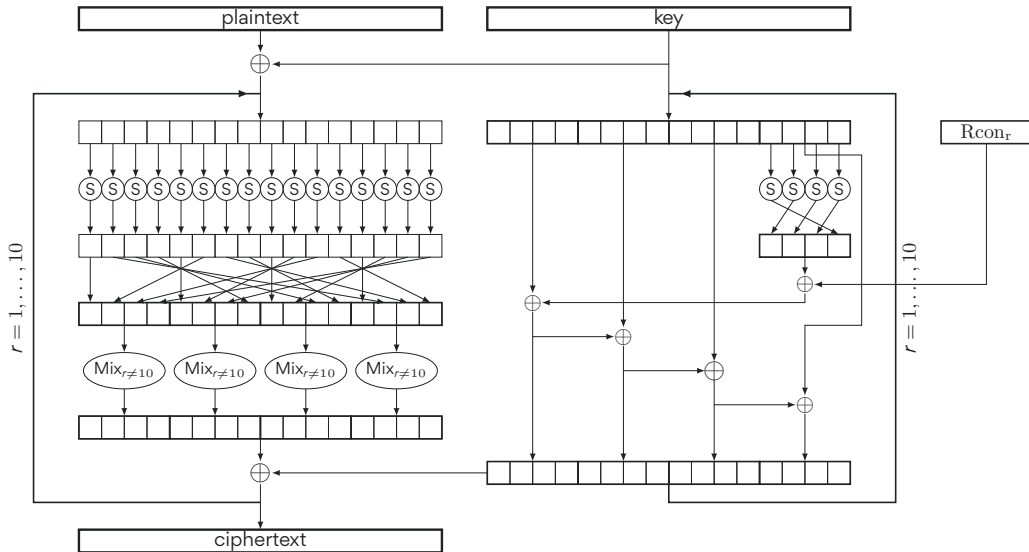 plaintext
key
Rcon_r
S S S S S S S S S S S S S S S S
S S S S
r = 1, . . . , 10
r = 1, . . . , 10
Mix_{r≠10} Mix_{r≠10} Mix_{r≠10} Mix_{r≠10}
ciphertext